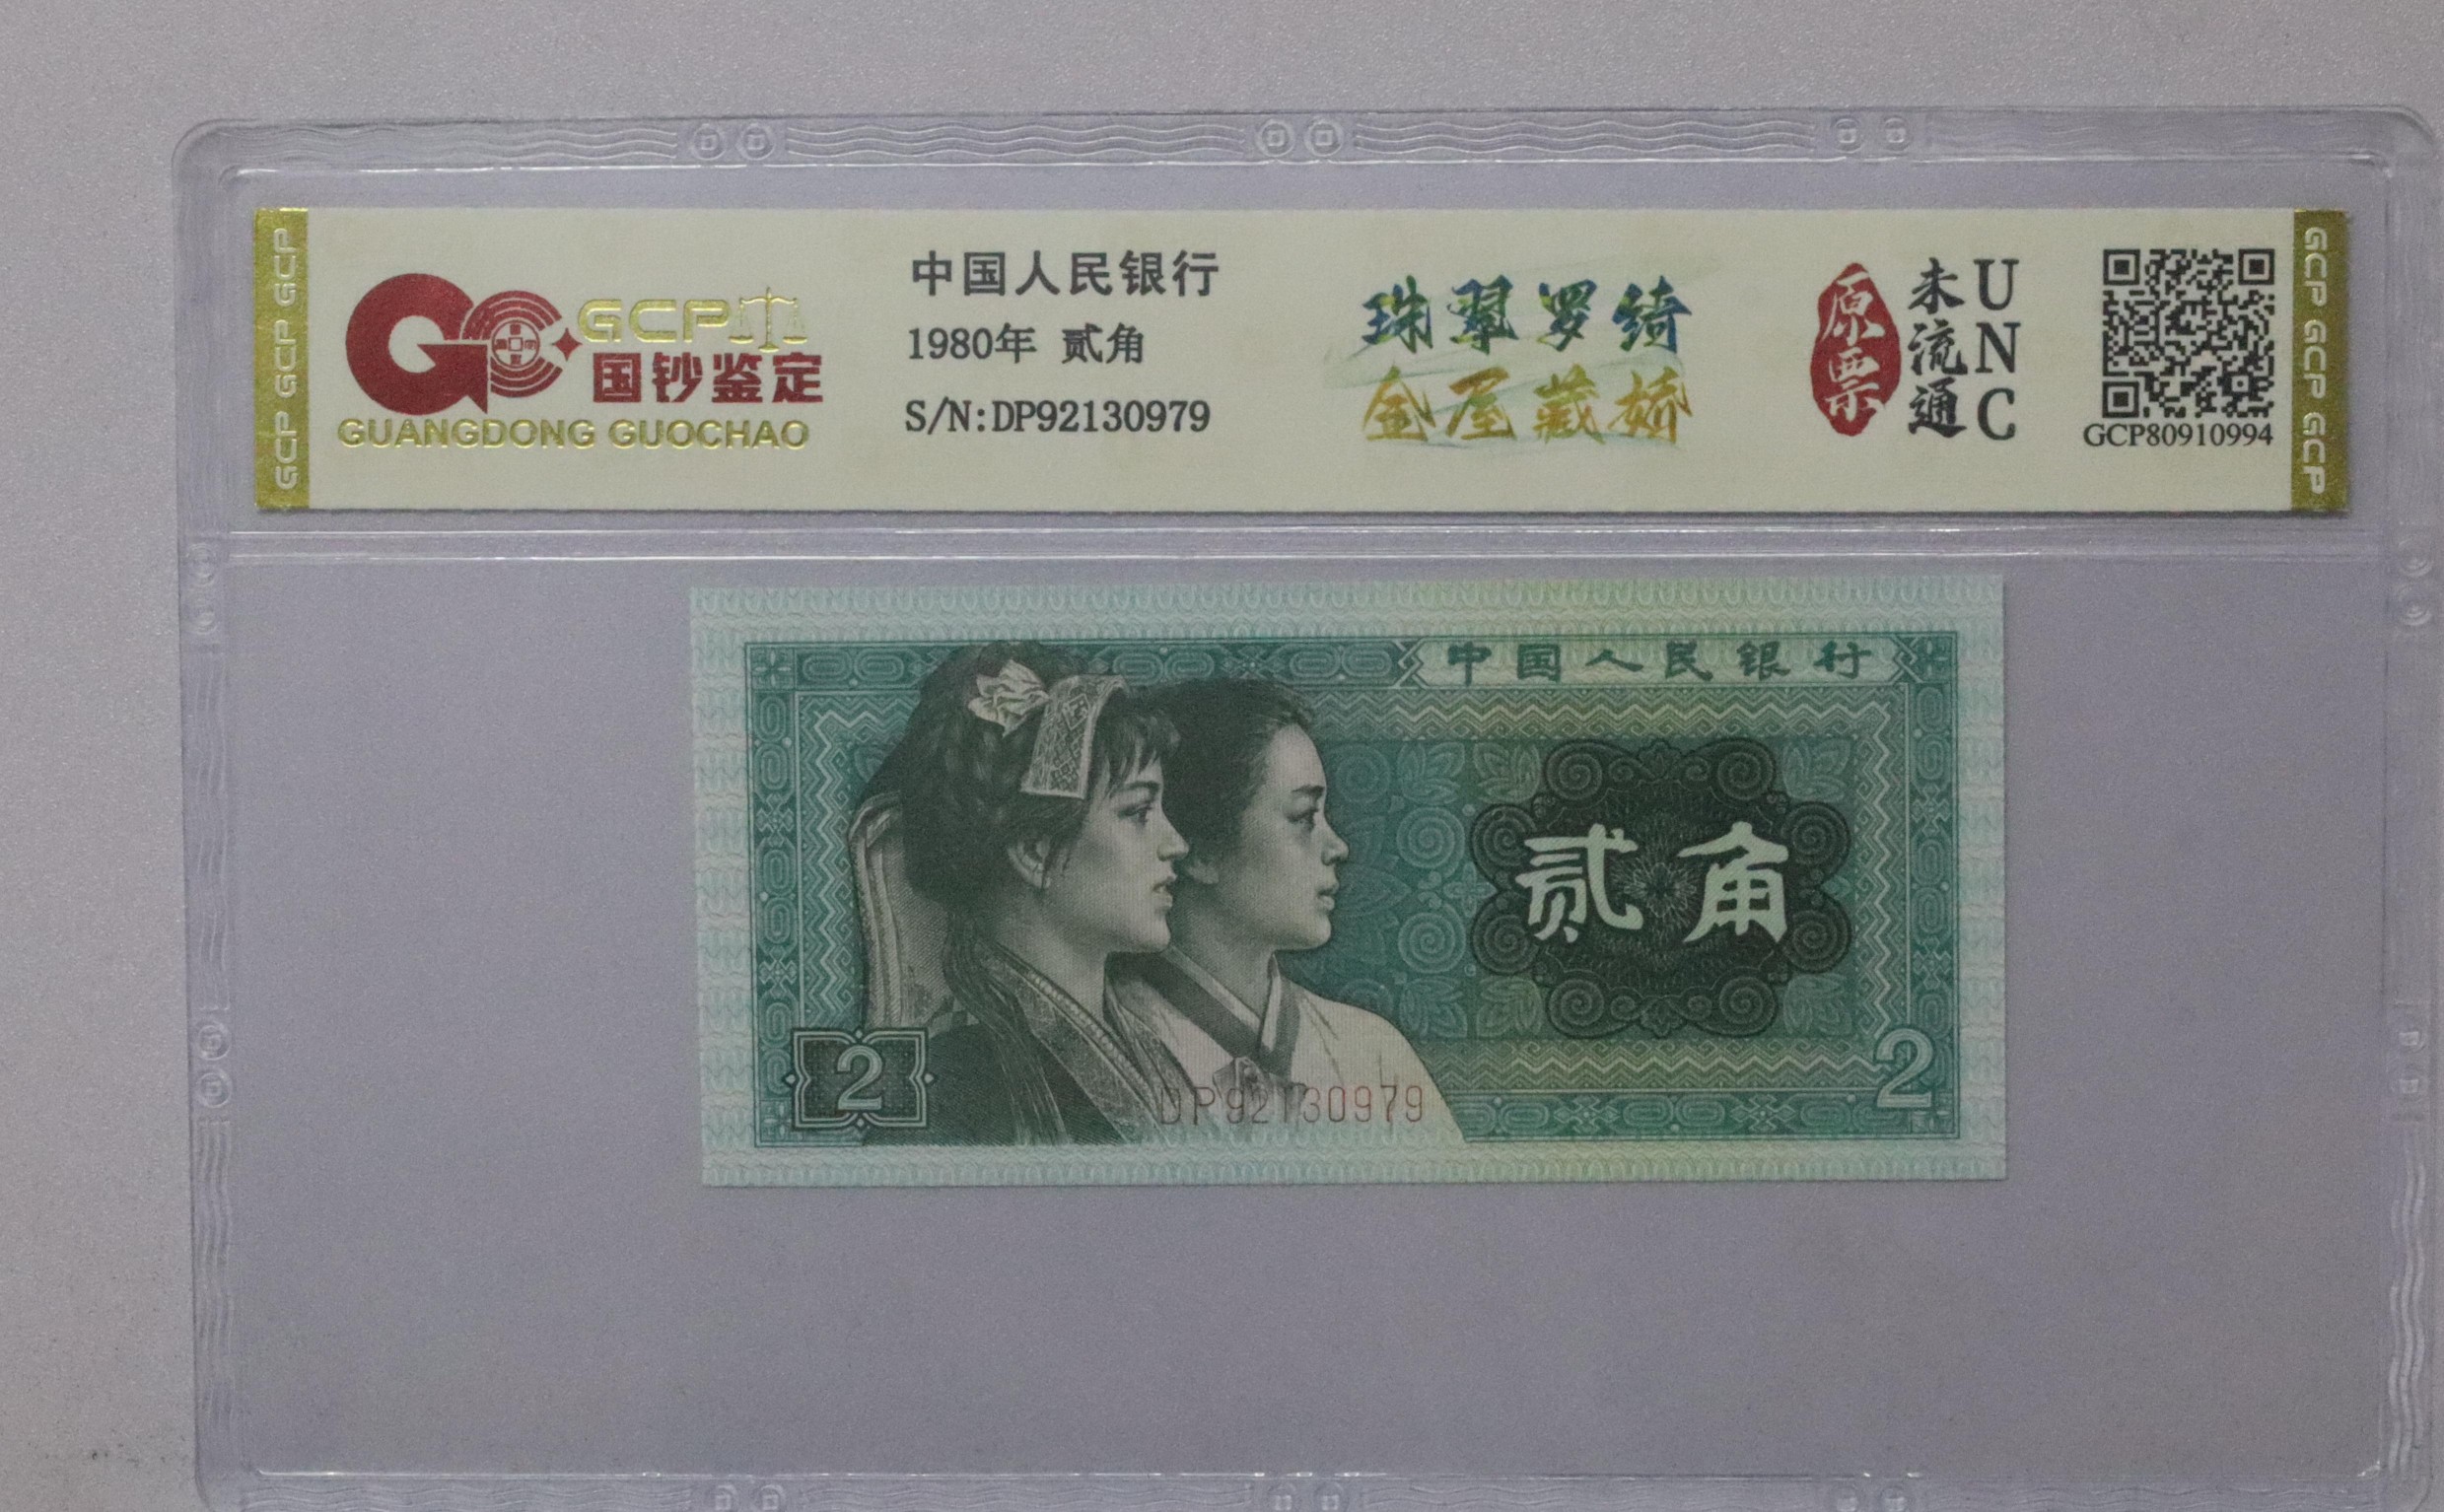 GCP GCP GCP
GCP
国钞鉴定
GUANGDONG GUOCHAO
中国人民银行
1980年 贰角
S/N:DP92130979
珠翠罗绮
金屋藏娇
原票
未流通
UNC
GCP80910994
GCP GCP GCP
中国人民银行
贰角
2
2
DP92130979